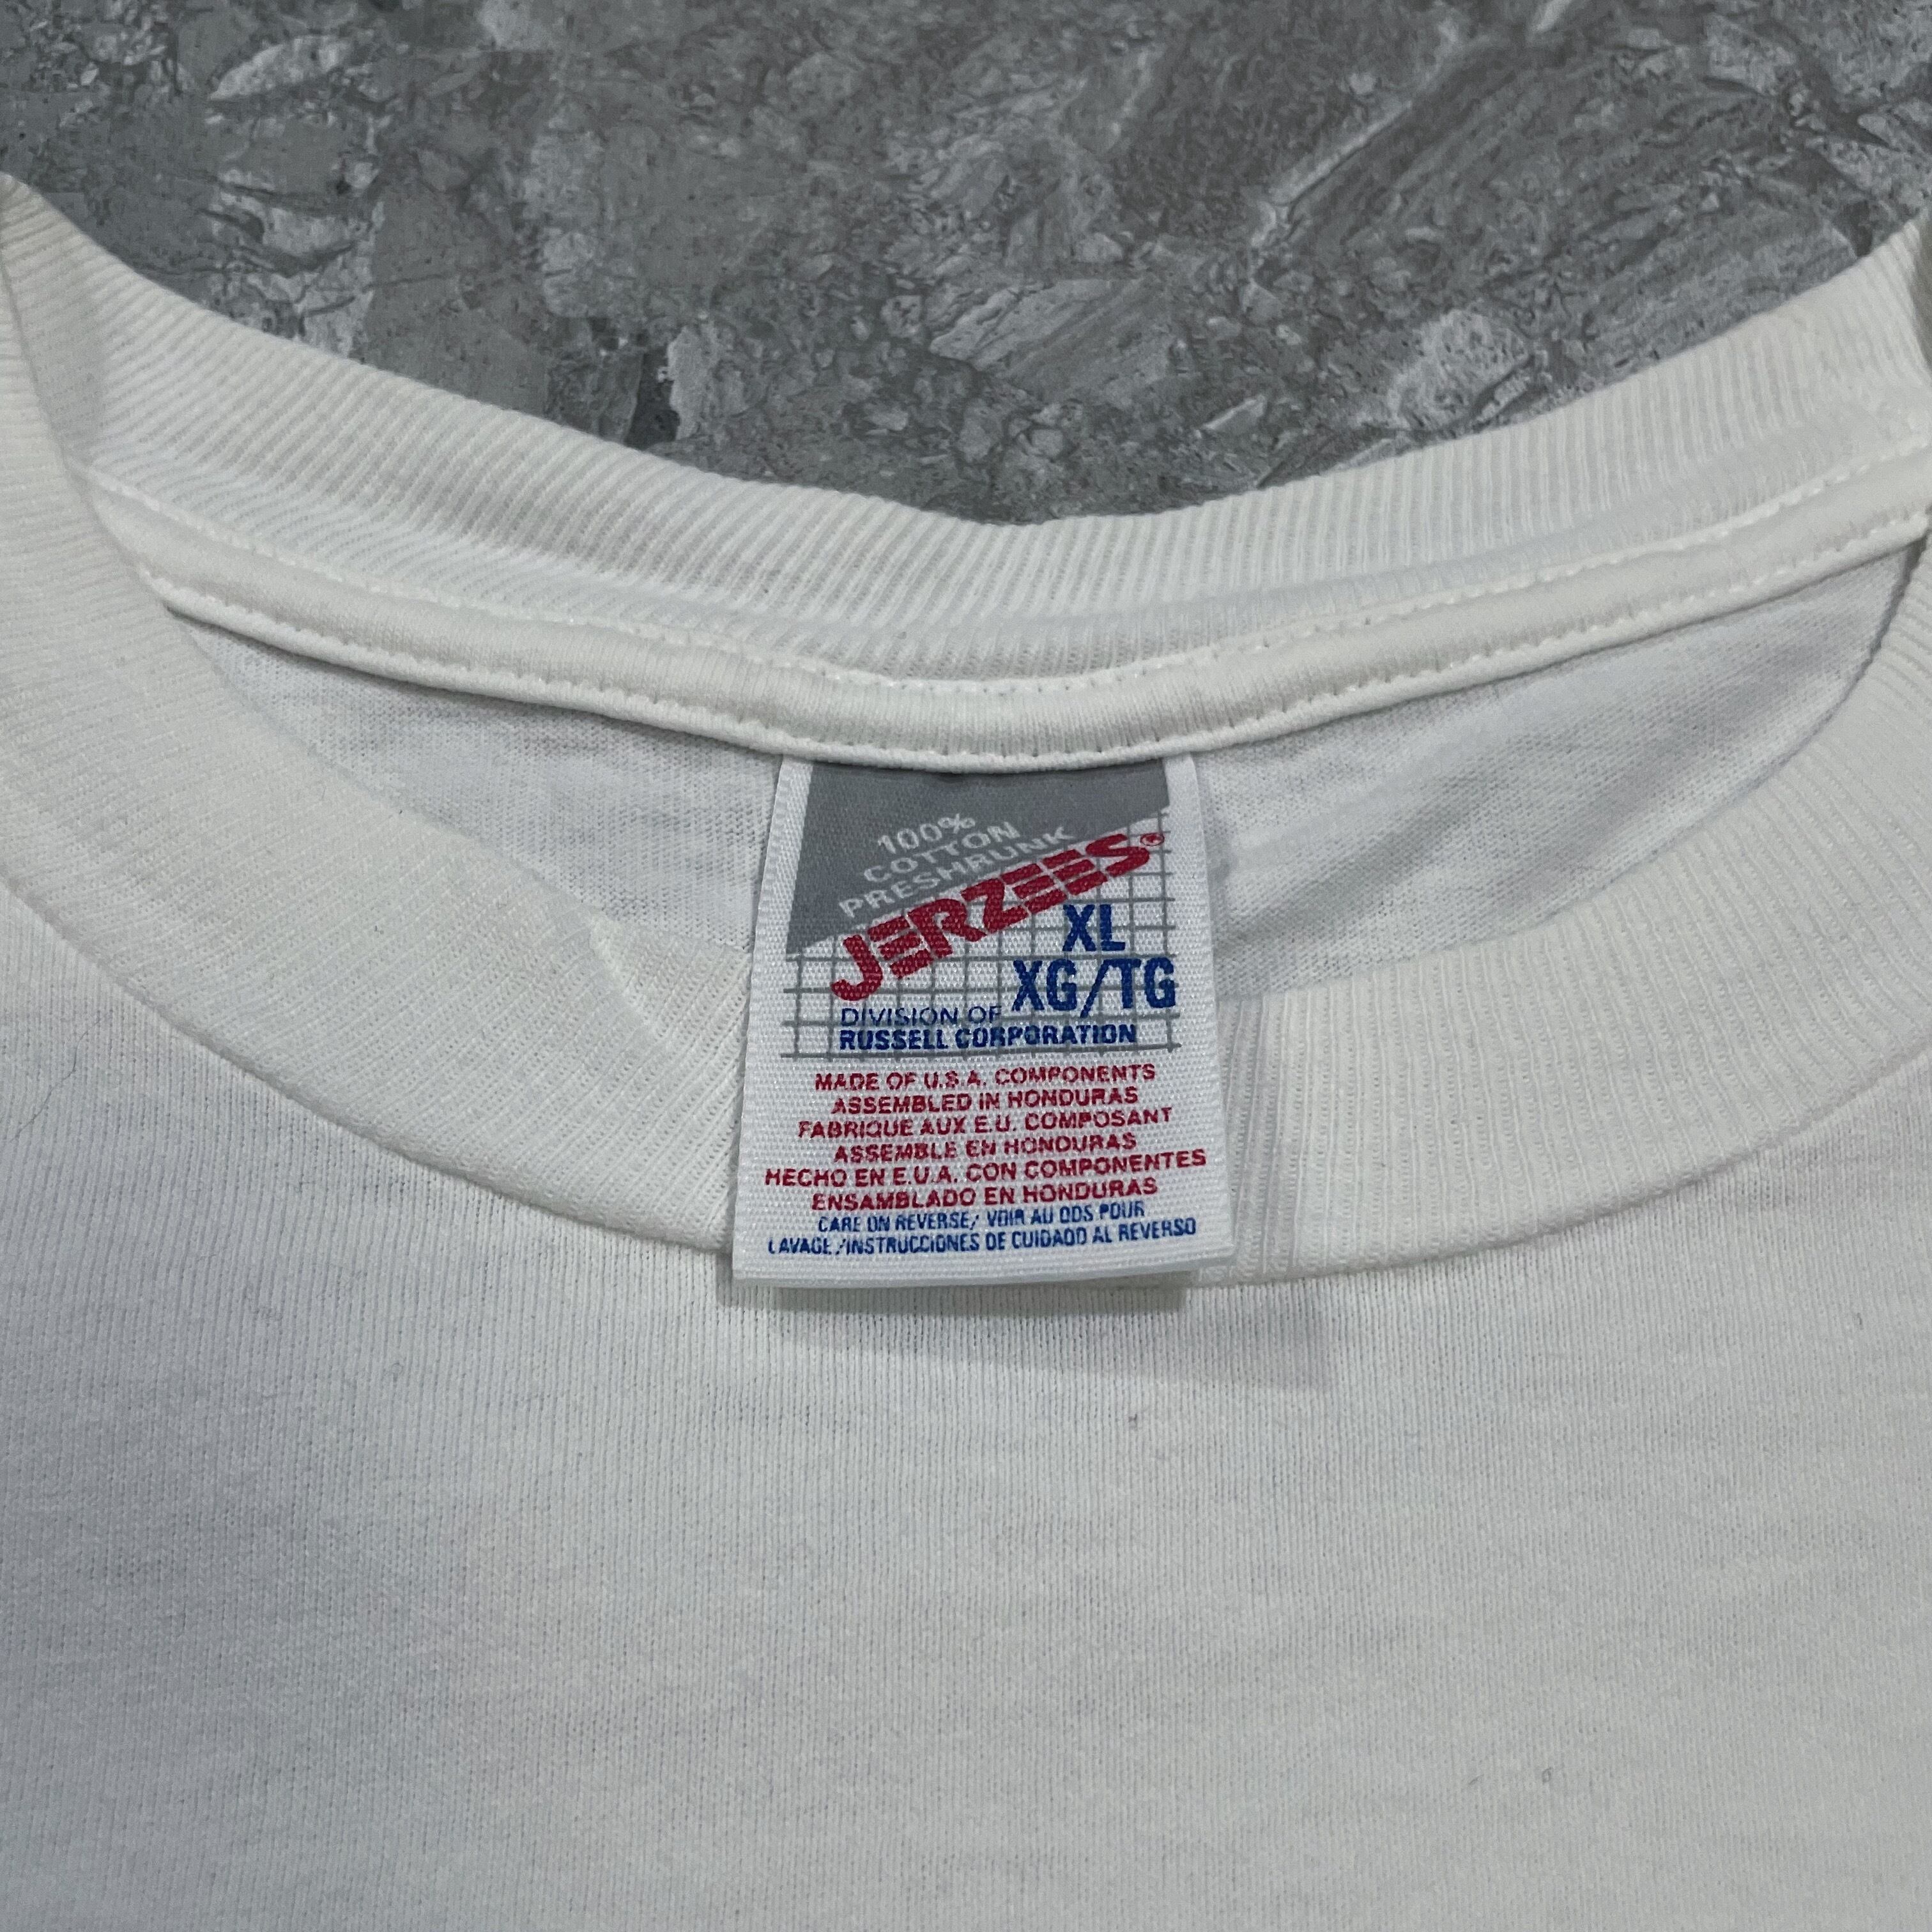 100%
COTTON
PRESHRUNK
JERZEES®
XL
XG/TG
DIVISION OF
RUSSELL CORPORATION
MADE OF U.S.A. COMPONENTS
ASSEMBLED IN HONDURAS
FABRIQUE AUX E.U. COMPOSANT
ASSEMBLE EN HONDURAS
HECHO EN E.U.A. CON COMPONENTES
ENSAMBLADO EN HONDURAS
CARE ON REVERSE/ VOIR AU DOS POUR
LAVAGE/INSTRUCCIONES DE CUIDADO AL REVERSO